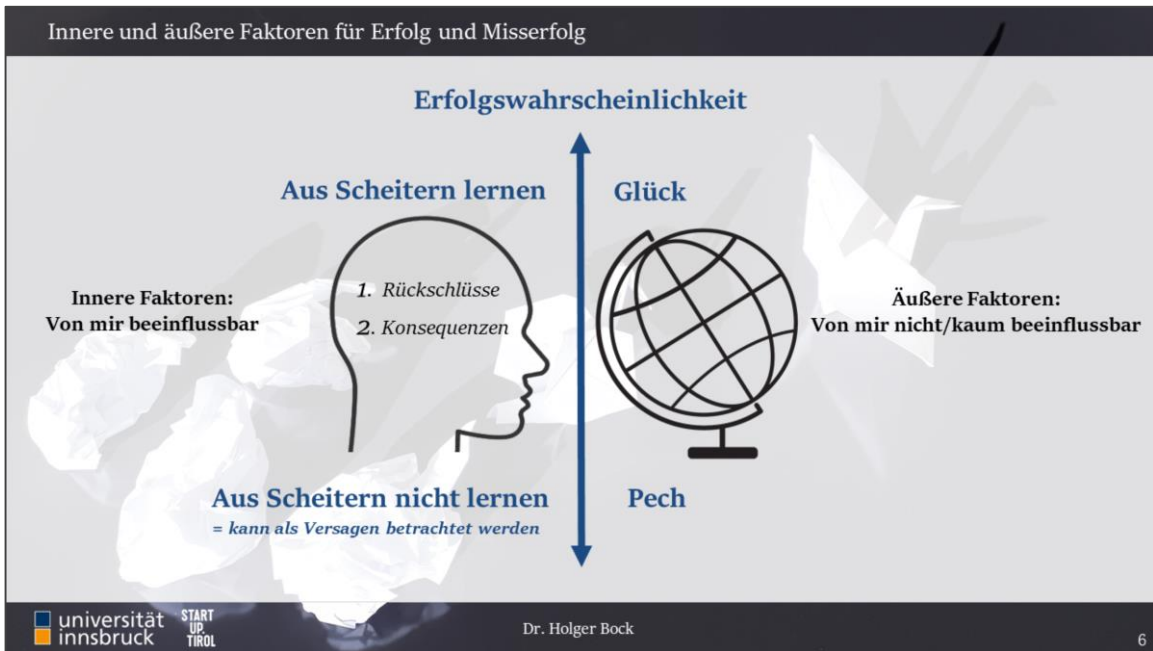 Innere und äußere Faktoren für Erfolg und Misserfolg
Erfolgswahrscheinlichkeit
Aus Scheitern lernen
Glück
1. Rückschlüsse
2. Konsequenzen
Innere Faktoren:
Von mir beeinflussbar
Äußere Faktoren:
Von mir nicht/kaum beeinflussbar
Aus Scheitern nicht lernen
= kann als Versagen betrachtet werden
Pech
universität
innsbruck
START
UP.
TIROL
Dr. Holger Bock
6